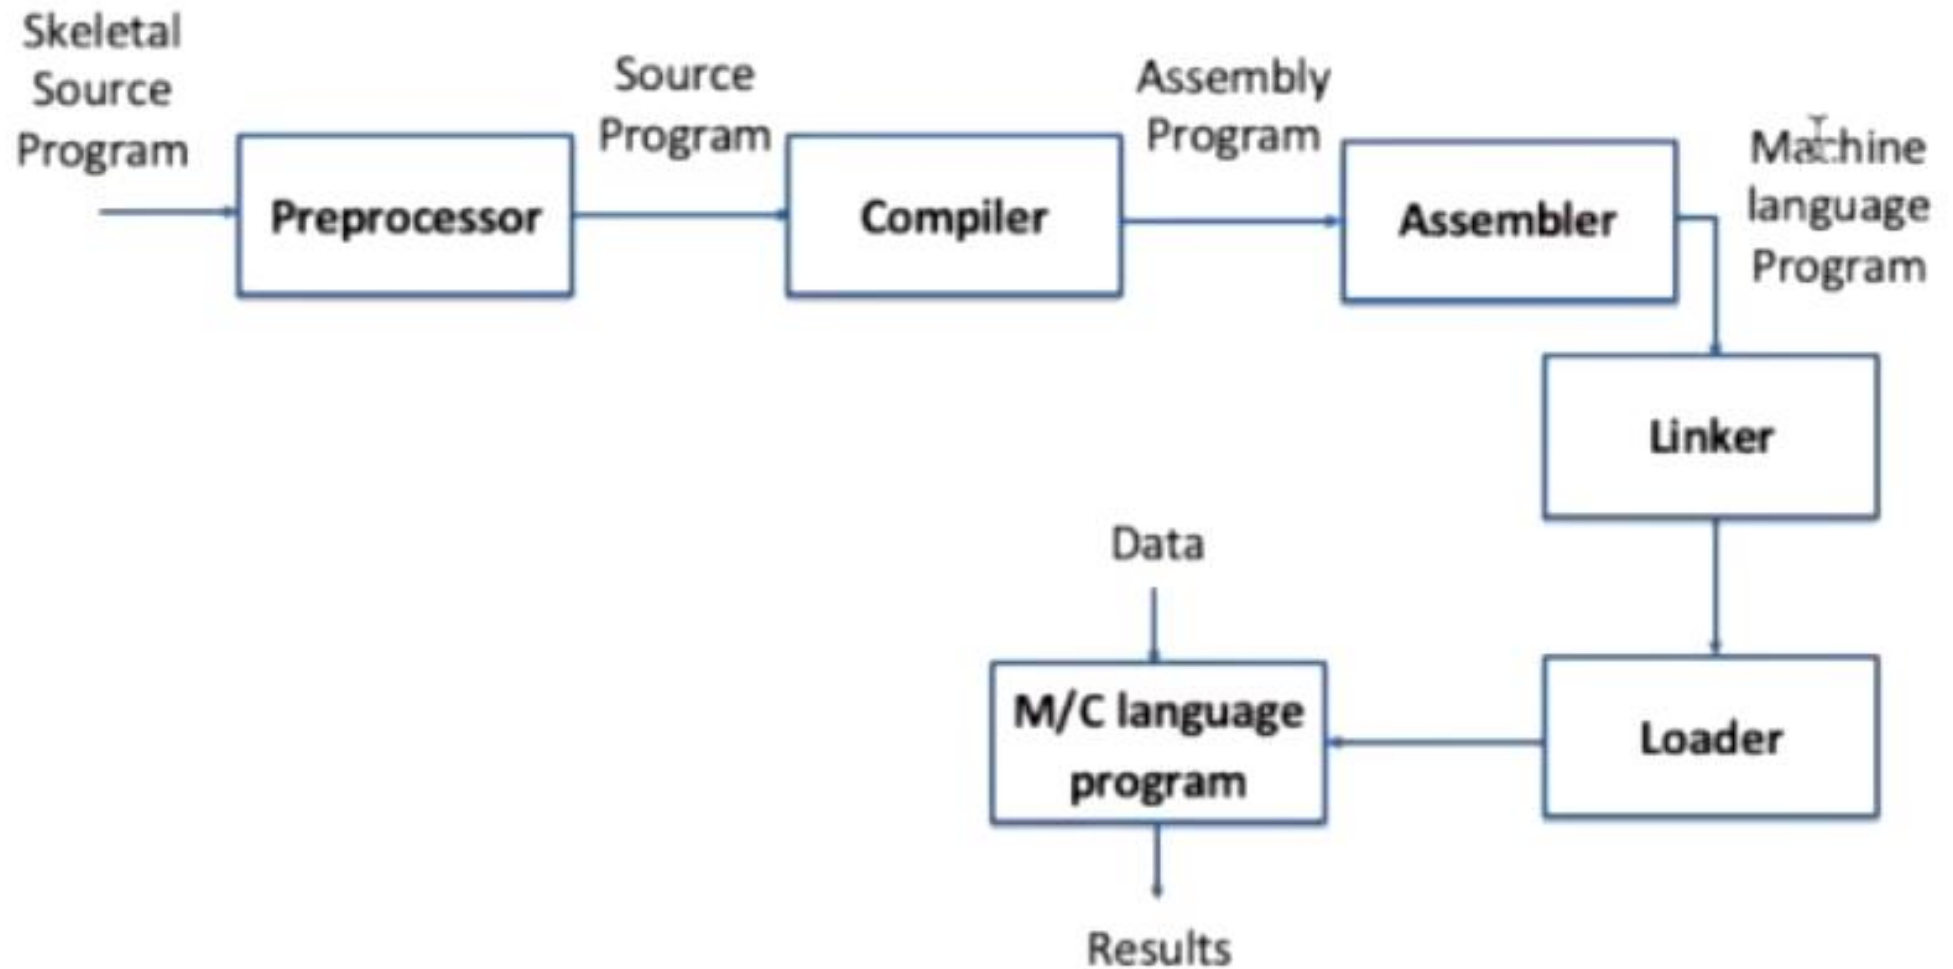 Skeletal
Source
Program
Preprocessor
Source
Program
Compiler
Assembly
Program
Assembler
Machine
language
Program
Linker
Loader
Data
M/C language
program
Results